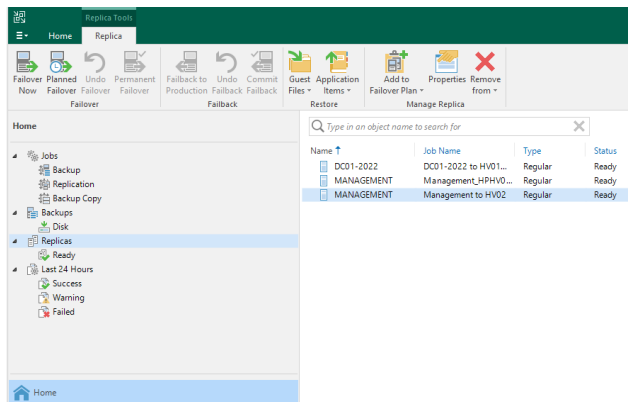 Replica Tools
Home Replica
Failover Now
Planned Failover
Undo Failover
Permanent Failover
Failover
Failback to Production
Undo Failback
Commit Failback
Failback
Guest Files
Application Items
Restore
Add to Failover Plan
Properties
Remove from
Manage Replica
Home
Type in an object name to search for
Jobs
Backup
Replication
Backup Copy
Backups
Disk
Replicas
Ready
Last 24 Hours
Success
Warning
Failed
Name Job Name Type Status
DC01-2022 DC01-2022 to HV01... Regular Ready
MANAGEMENT Management_HPHV0... Regular Ready
MANAGEMENT Management to HV02 Regular Ready
Home